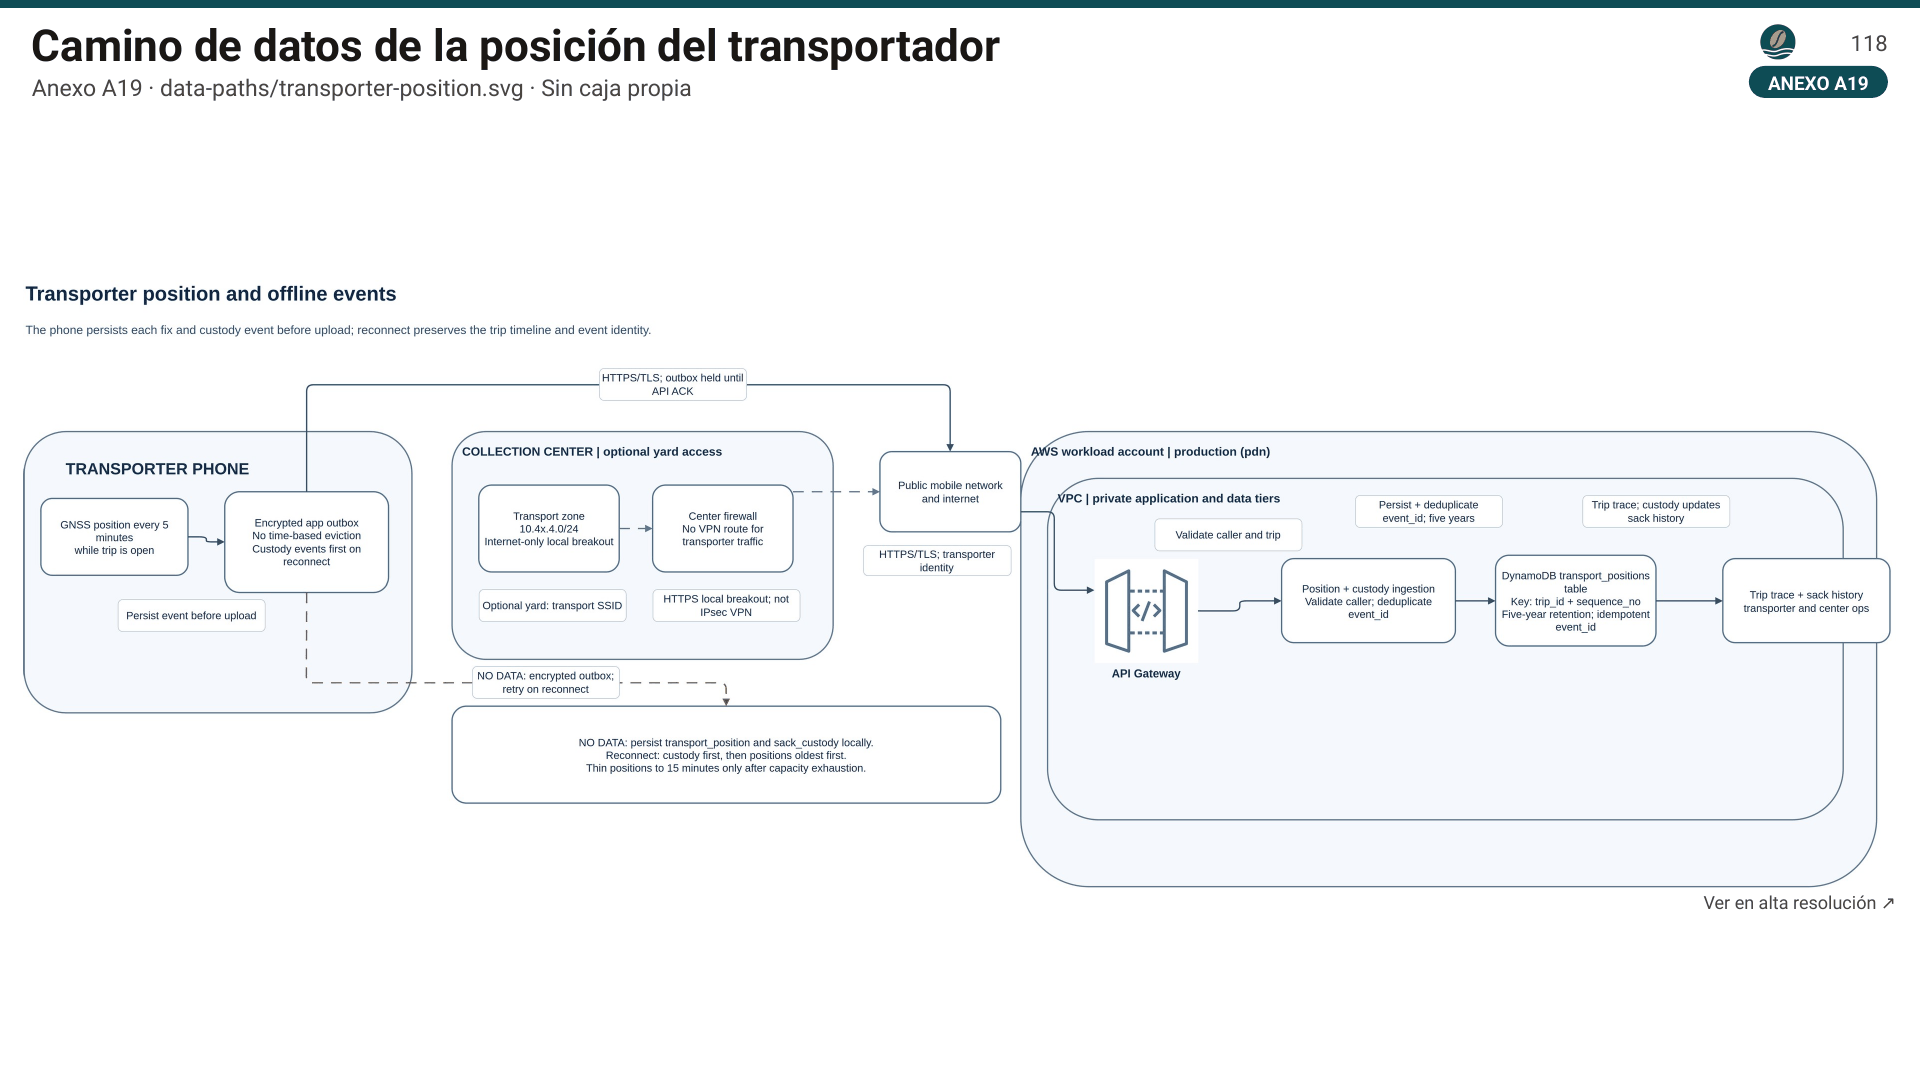 Camino de datos de la posición del transportador
118
Anexo A19 · data-paths/transporter-position.svg · Sin caja propia
ANEXO A19
Transporter position and offline events
The phone persists each fix and custody event before upload; reconnect preserves the trip timeline and event identity.
HTTPS/TLS; outbox held until
API ACK
TRANSPORTER PHONE
GNSS position every 5
minutes
while trip is open
Encrypted app outbox
No time-based eviction
Custody events first on
reconnect
Persist event before upload
COLLECTION CENTER | optional yard access
Transport zone
10.4x.4.0/24
Internet-only local breakout
Center firewall
No VPN route for
transporter traffic
Optional yard: transport SSID
HTTPS local breakout; not
IPsec VPN
NO DATA: encrypted outbox;
retry on reconnect
NO DATA: persist transport_position and sack_custody locally.
Reconnect: custody first, then positions oldest first.
Thin positions to 15 minutes only after capacity exhaustion.
Public mobile network
and internet
HTTPS/TLS; transporter
identity
AWS workload account | production (pdn)
VPC | private application and data tiers
Validate caller and trip
Persist + deduplicate
event_id; five years
Trip trace; custody updates
sack history
API Gateway
Position + custody ingestion
Validate caller; deduplicate
event_id
DynamoDB transport_positions
table
Key: trip_id + sequence_no
Five-year retention; idempotent
event_id
Trip trace + sack history
transporter and center ops
Ver en alta resolución ↗